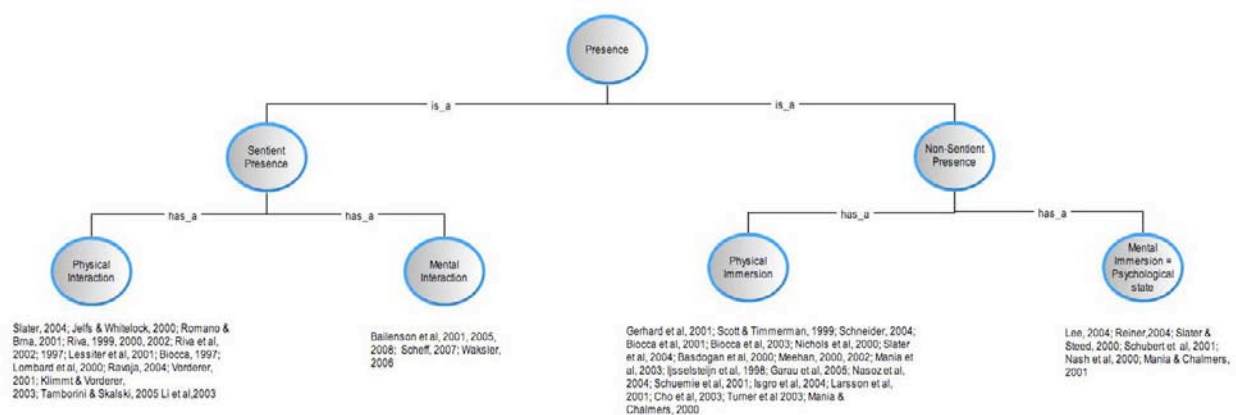 Presence
is_a
is_a
Sentient
Presence
Non-Sentient
Presence
has_a
has_a
has_a
has_a
Physical
Interaction
Mental
Interaction
Physical
Immersion
Mental
Immersion =
Psychological
state
Slater, 2004; Jelfs & Whitelock, 2000; Romano &
Brna, 2001; Riva, 1999, 2000, 2002; Riva et al,
2002; 1997; Lessiter et al, 2001; Biocca, 1997;
Lombard et al, 2000; Ravaja, 2004; Vorderer,
2001; Klimmt & Vorderer,
2003; Tamborini & Skalski, 2005 Li et al,2003
Bailenson et al, 2001, 2005,
2008; Scheff, 2007; Waksler,
2006
Gerhard et al, 2001; Scott & Timmerman, 1999; Schneider, 2004;
Biocca et al, 2001; Biocca et al, 2003; Nichols et al, 2000; Slater
et al, 2004; Basdogan et al, 2000; Meehan, 2000, 2002; Mania et
al, 2003; Ijsselsteijn et al, 1998; Garau et al, 2005; Nasoz et al,
2004; Schuemie et al, 2001; Isgro et al, 2004; Larsson et al,
2001; Cho et al, 2003; Turner et al 2003; Mania &
Chalmers, 2000
Lee, 2004; Reiner,2004; Slater &
Steed, 2000; Schubert et al, 2001;
Nash et al, 2000; Mania & Chalmers,
2001